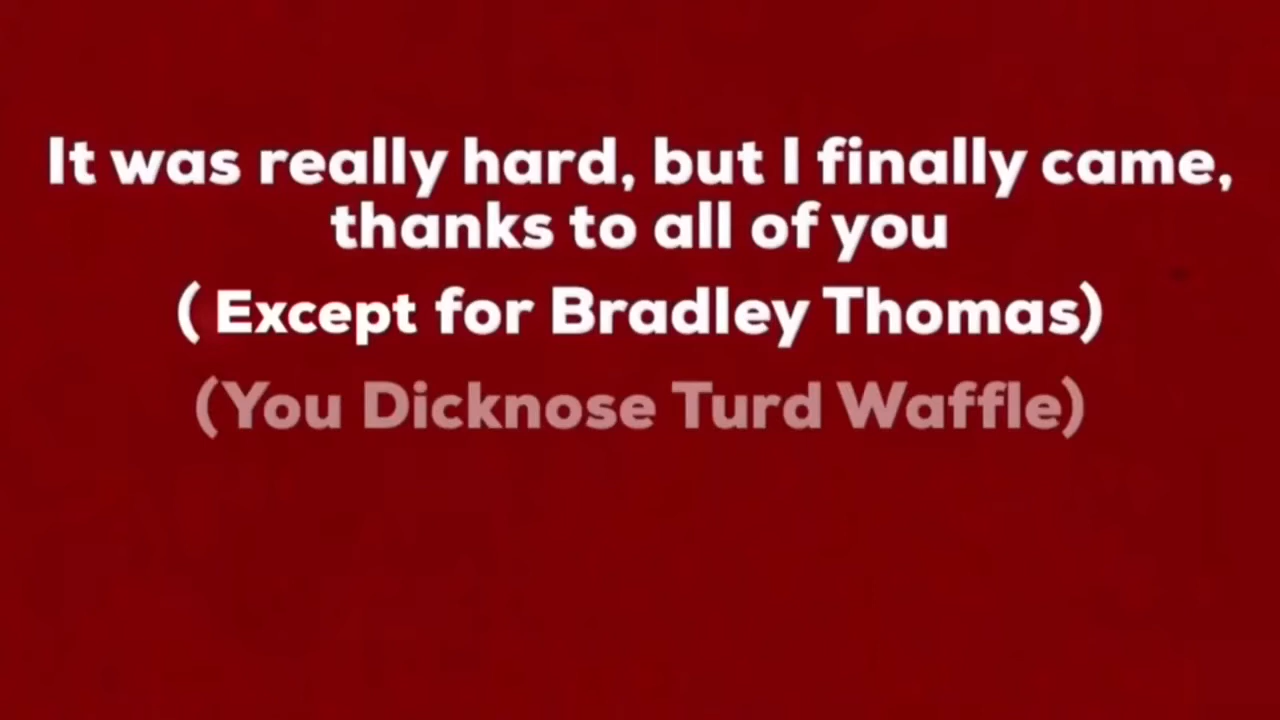 It was really hard, but I finally came,
thanks to all of you
( Except for Bradley Thomas)
(You Dicknose Turd Waffle)